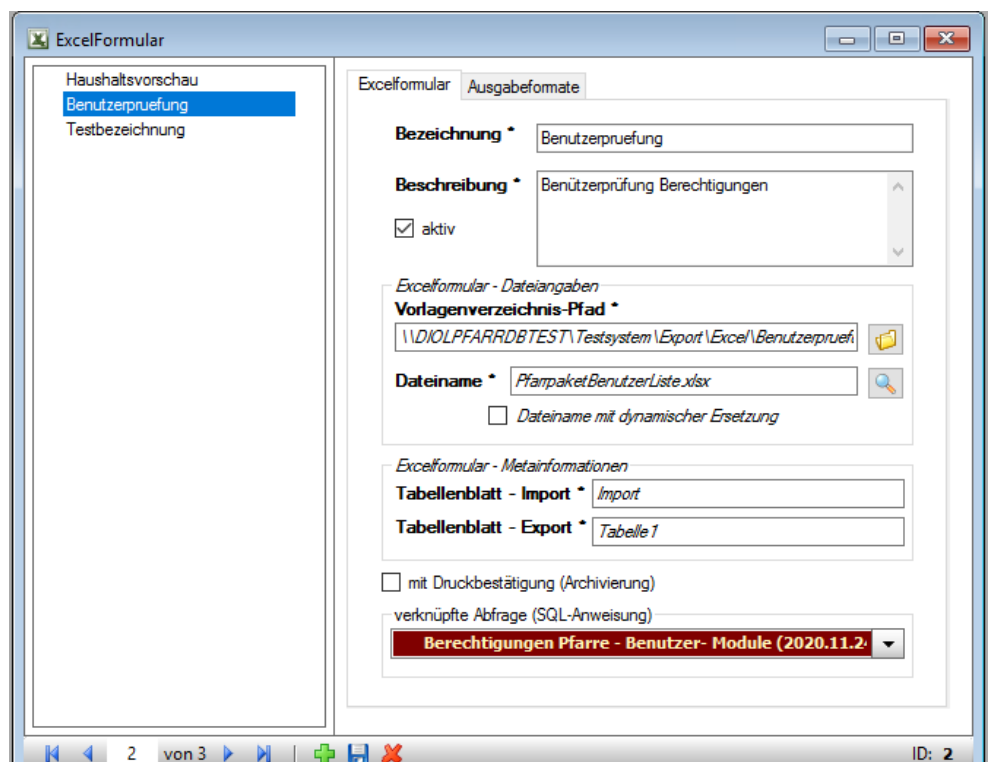 ExcelFormular
Haushaltsvorschau
Benutzerpruefung
Testbezeichnung
Excelformular
Ausgabeformate
Bezeichnung *
Benutzerpruefung
Beschreibung *
Benützerprüfung Berechtigungen
aktiv
Excelformular - Dateiangaben
Vorlagenverzeichnis-Pfad *
\\DIOLPFARRDBTEST\Testsystem\Export\Excel\Benutzerpruefu
Dateiname *
PfarrpaketBenutzerListe.xlsx
Dateiname mit dynamischer Ersetzung
Excelformular - Metainformationen
Tabellenblatt - Import *
Import
Tabellenblatt - Export *
Tabelle1
mit Druckbestätigung (Archivierung)
verknüpfte Abfrage (SQL-Anweisung)
Berechtigungen Pfarre - Benutzer- Module (2020.11.24
2 von 3
ID: 2